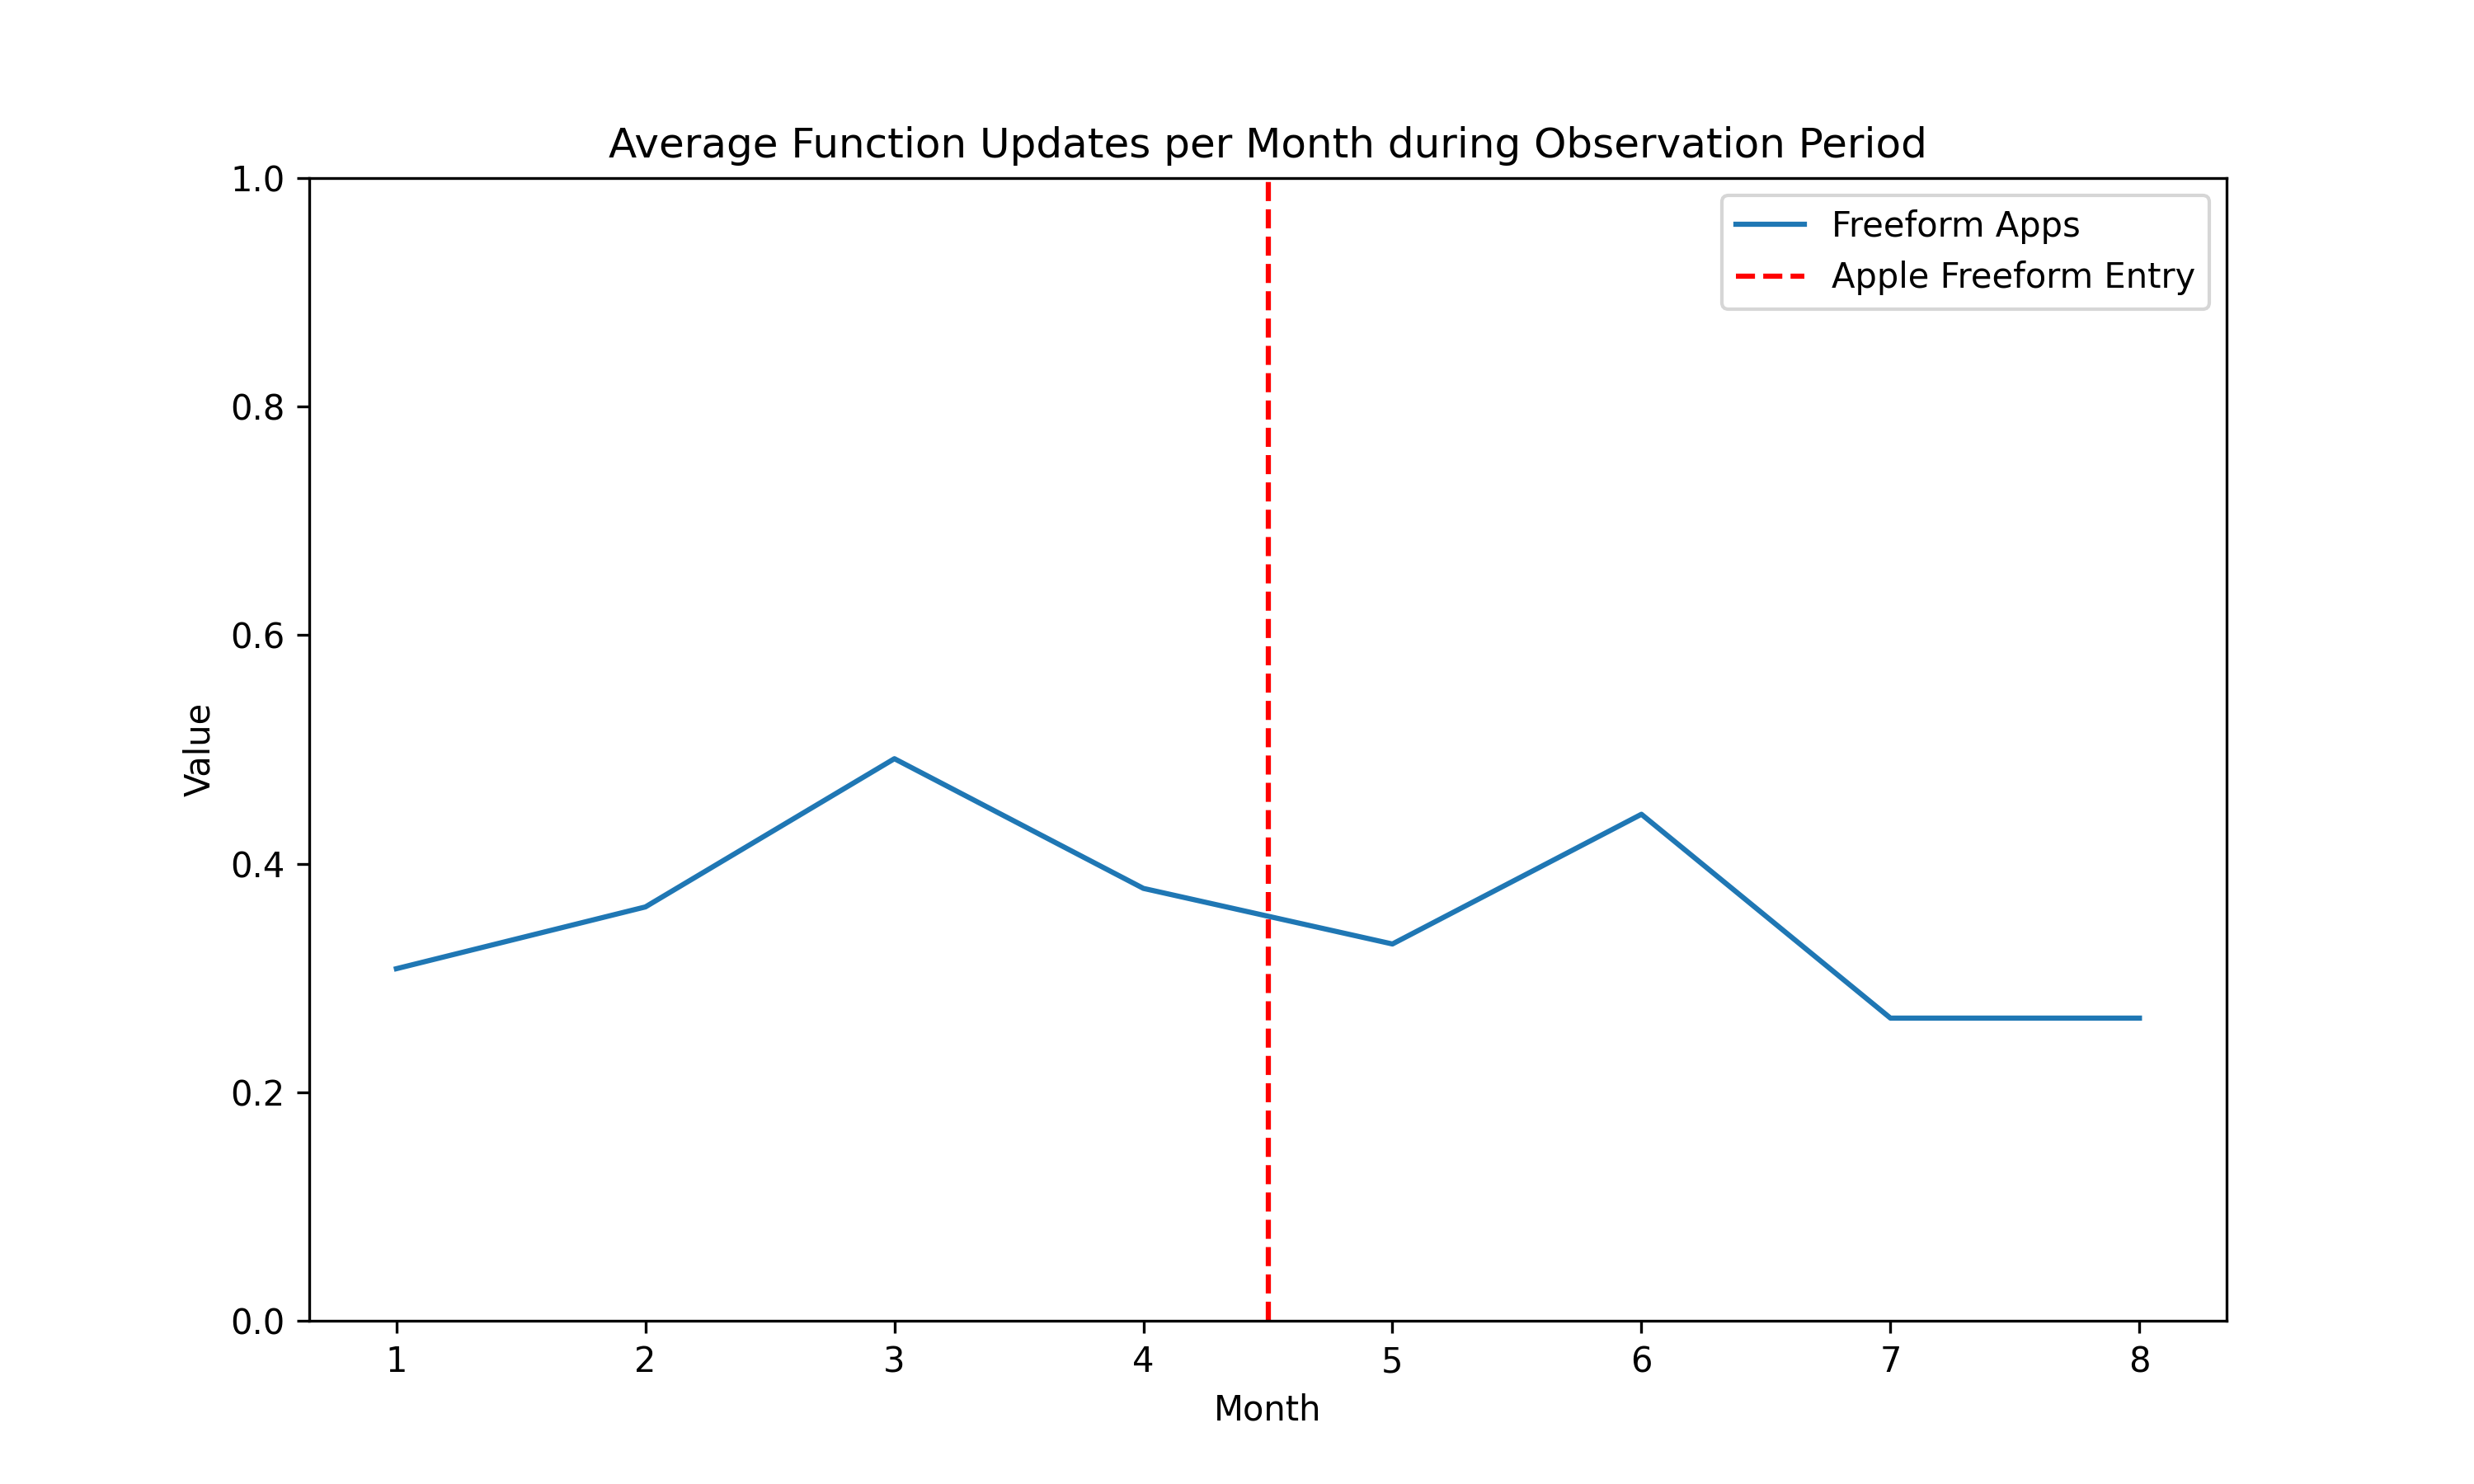 Average Function Updates per Month during Observation Period
1.0
Freeform Apps
Apple Freeform Entry
0.8
0.6
Value
0.4
0.2
0.0
1 2 3 4 5 6 7 8
Month